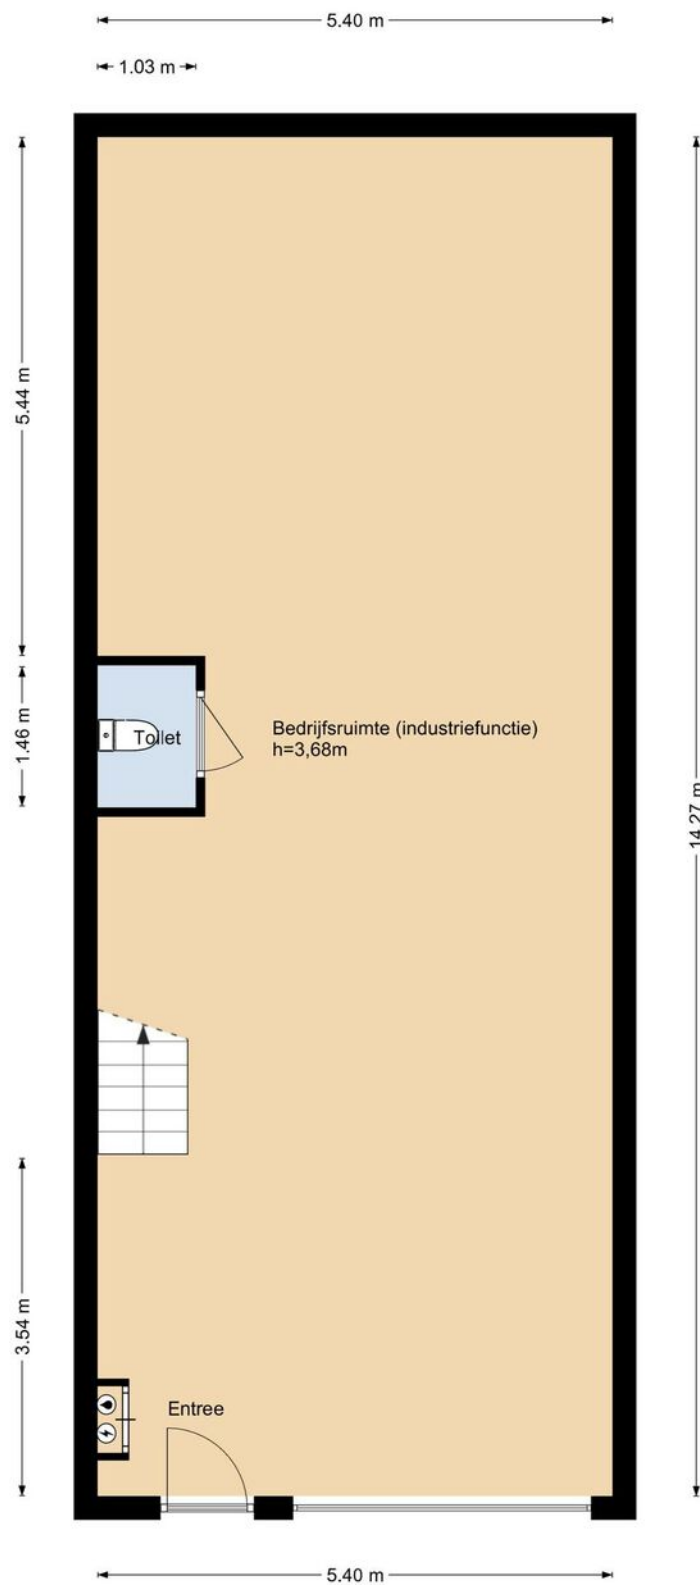 5.40 m
1.03 m
5.44 m
1.46 m
Toilet
Bedrijfsruimte (industriefunctie)
h=3,68m
14.27 m
3.54 m
Entree
5.40 m